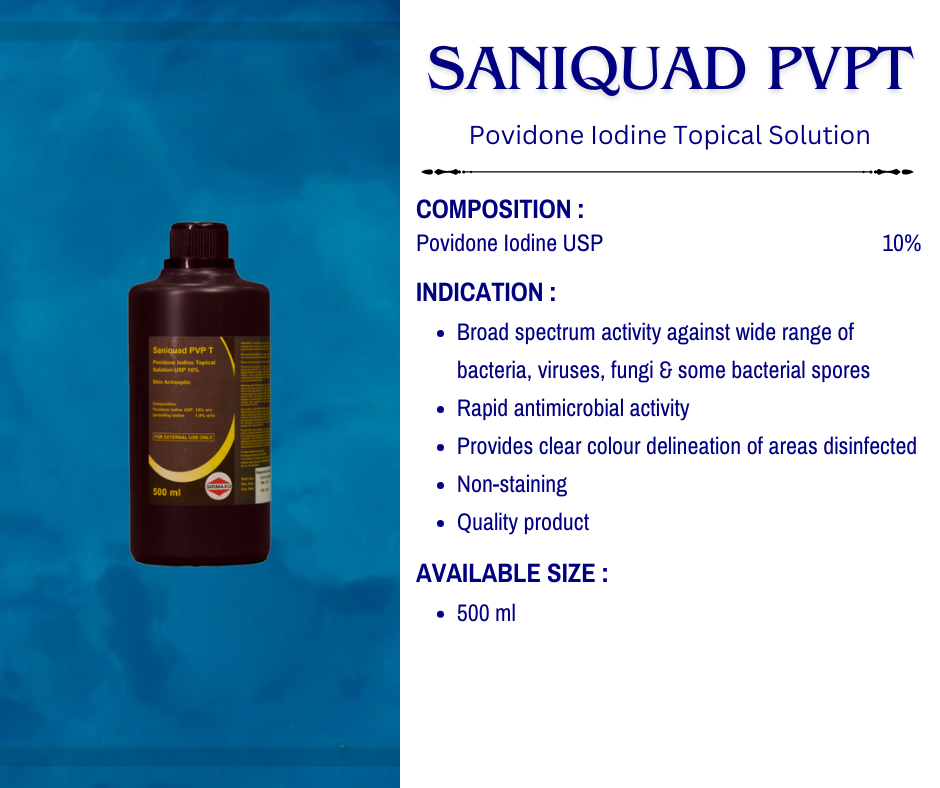 SANIQUAD PVPT
Povidone Iodine Topical Solution
COMPOSITION :
Povidone Iodine USP 10%
INDICATION :
Broad spectrum activity against wide range of
bacteria, viruses, fungi & some bacterial spores
Rapid antimicrobial activity
Provides clear colour delineation of areas disinfected
Non-staining
Quality product
AVAILABLE SIZE :
500 ml
Saniquad PVP T
Povidone Iodine Topical
Solution USP 10%
Skin Antiseptic
Composition:
Povidone Iodine USP 10% w/v
(providing Iodine 1.0% w/v)
FOR EXTERNAL USE ONLY
500 ml
SIRMAXO